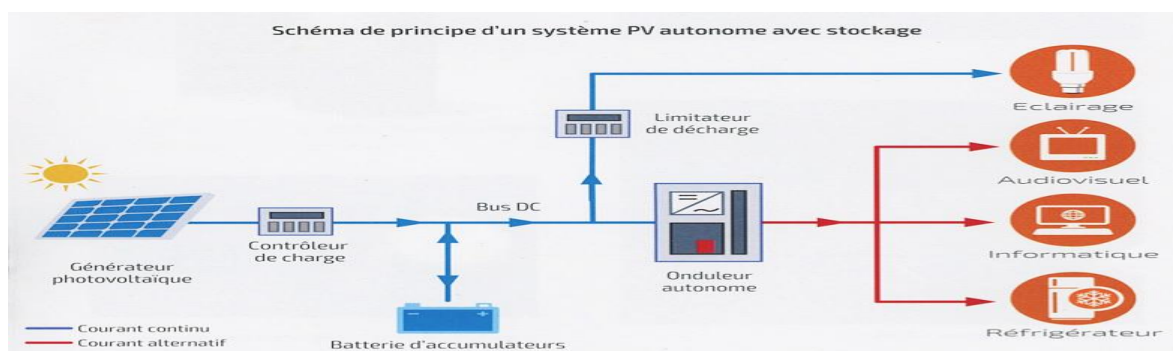 Schéma de principe d'un système PV autonome avec stockage
Eclairage
Limitateur
de décharge
Audiovisuel
Bus DC
Contrôleur
de charge
Informatique
Générateur
photovoltaïque
Onduleur
autonome
Réfrigérateur
Courant continu
Courant alternatif
Batterie d'accumulateurs